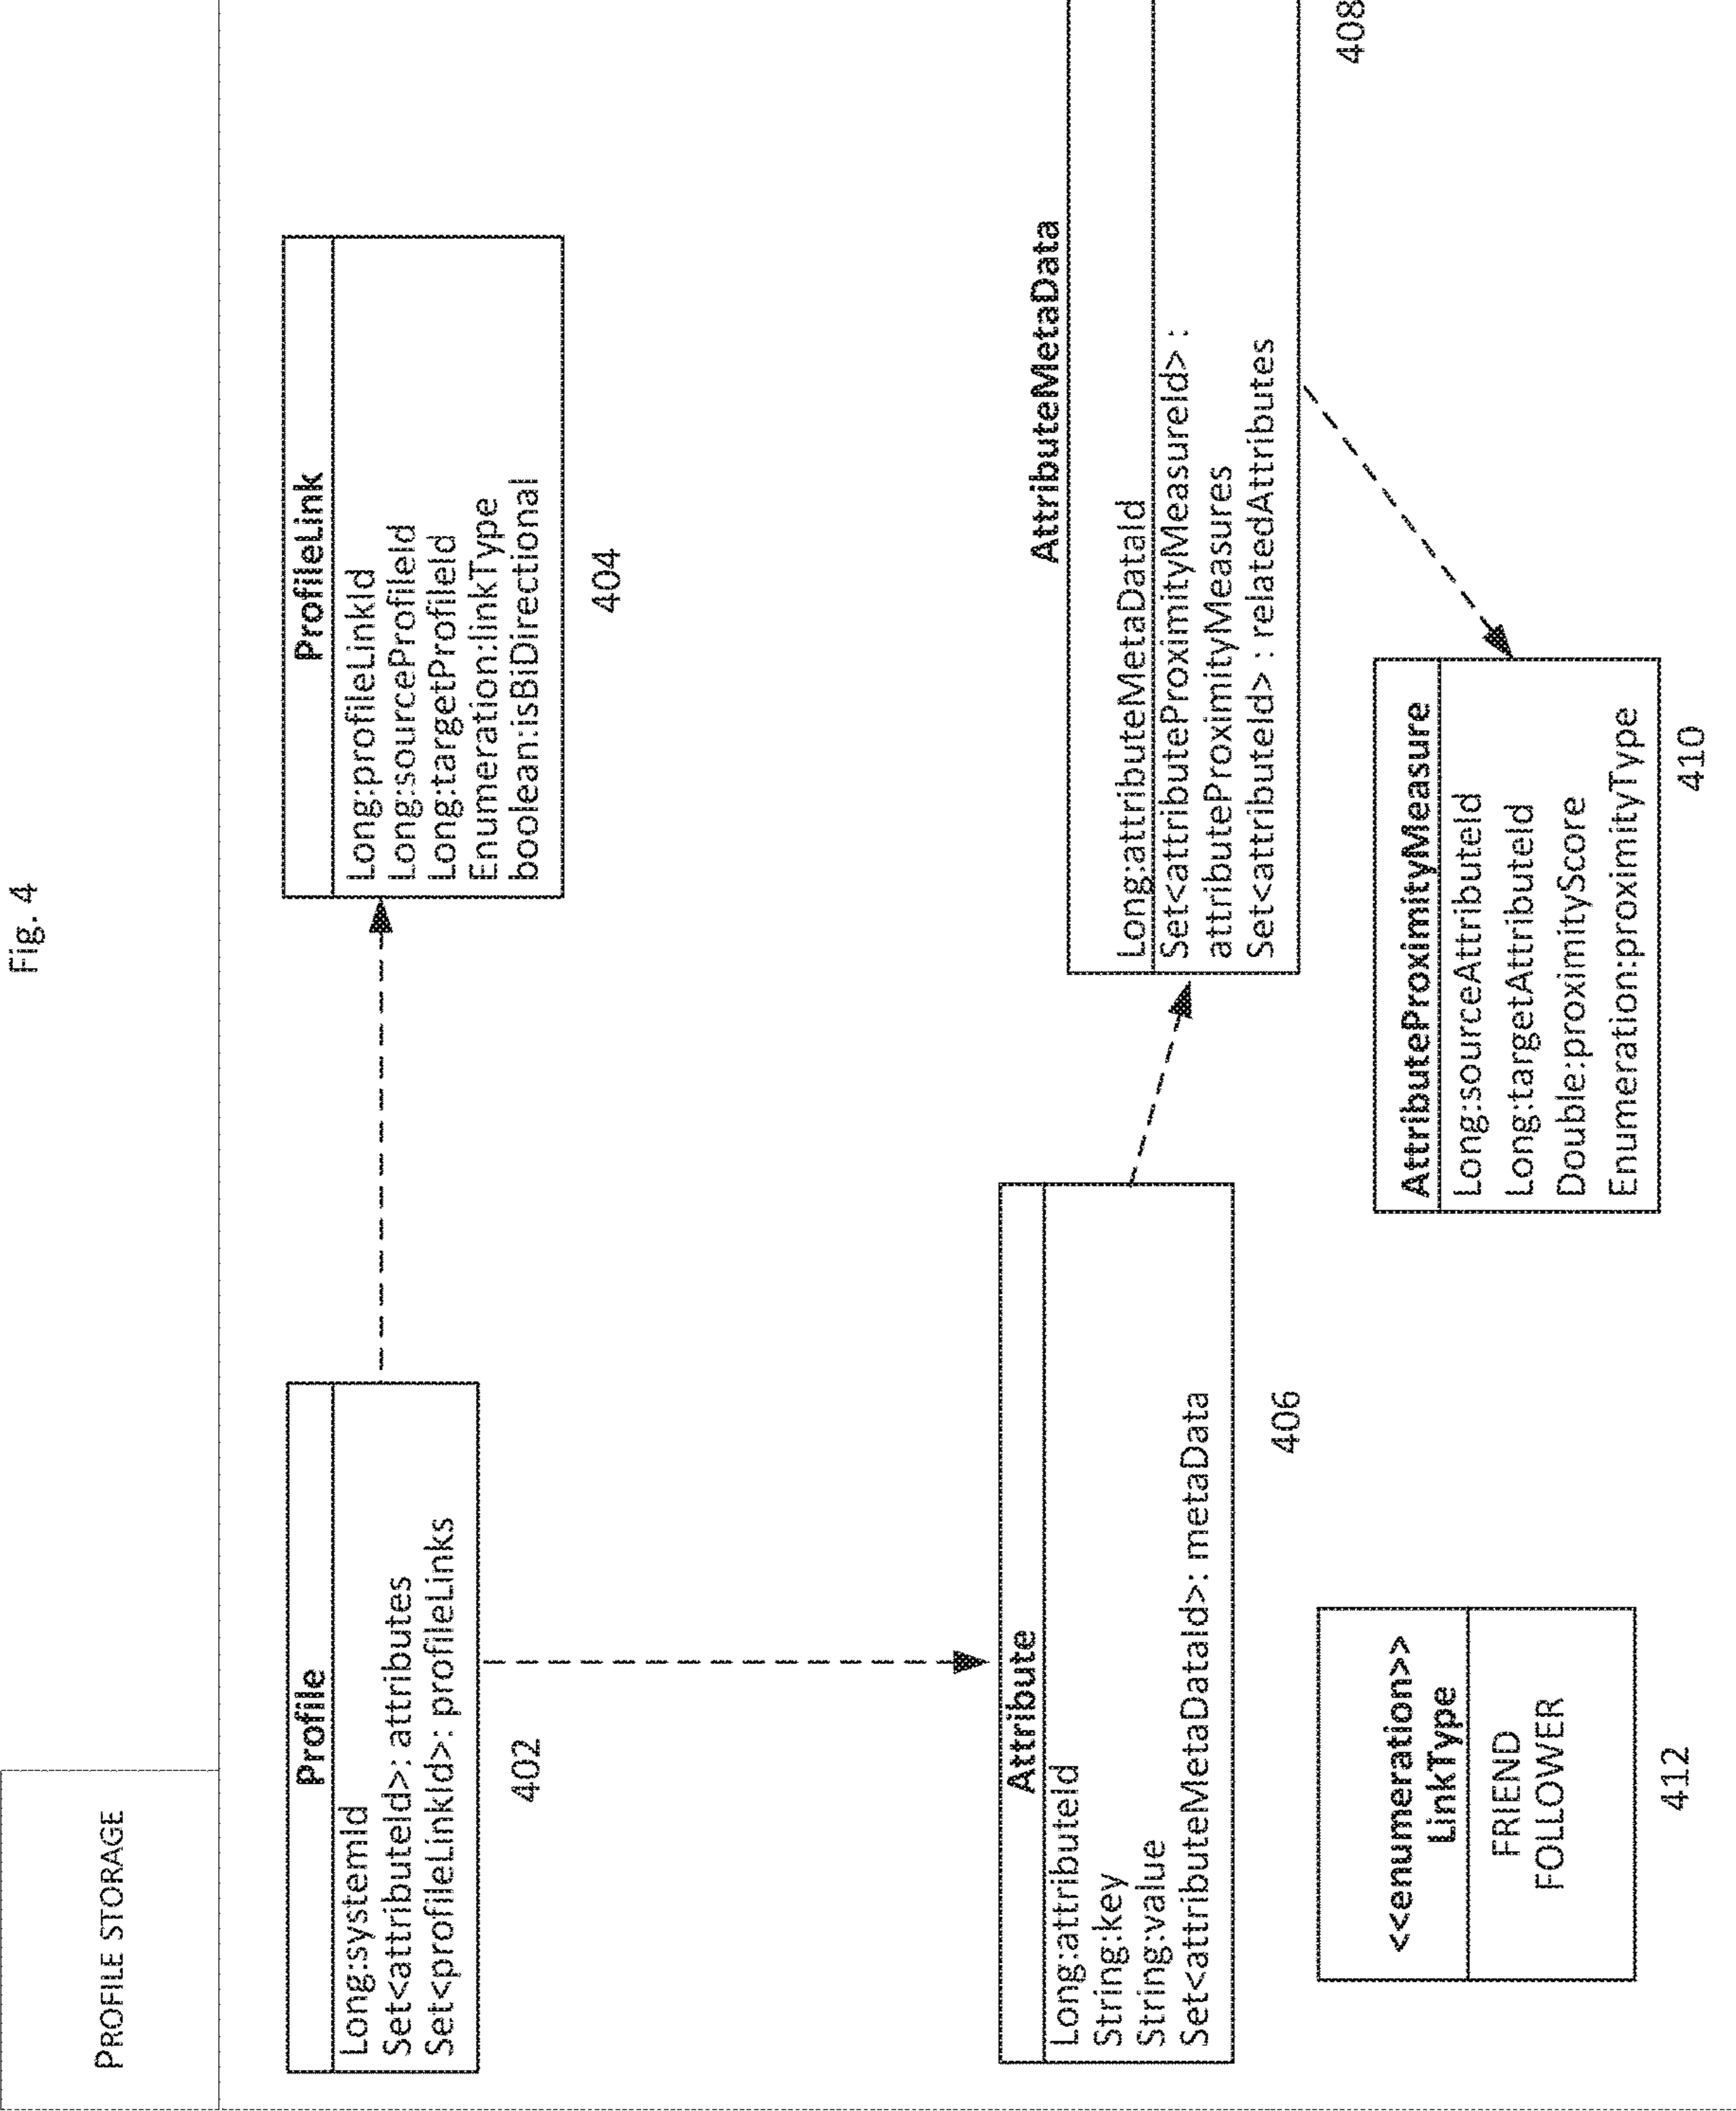 Fig. 4
PROFILE STORAGE
Profile
Long:systemId
Set<attributeId>: attributes
Set<profileLinkId>: profileLinks
402
ProfileLink
Long:profileLinkId
Long:sourceProfileId
Long:targetProfileId
Enumeration:linkType
boolean:isBiDirectional
404
Attribute
Long:attributeId
String:key
String:value
Set<attributeMetaDataId>: metaData
406
AttributeMetaData
Long:attributeMetaDataId
Set<attributeProximityMeasureId> :
attributeProximityMeasures
Set<attributeId> : relatedAttributes
408
<<enumeration>>
LinkType
FRIEND
FOLLOWER
412
AttributeProximityMeasure
Long:sourceAttributeId
Long:targetAttributeId
Double:proximityScore
Enumeration:proximityType
410